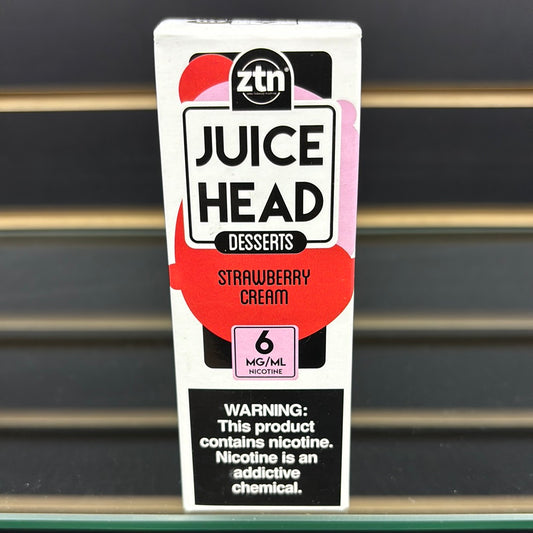 ztn
JUICE
HEAD
DESSERTS
STRAWBERRY
CREAM
6
MG/ML
NICOTINE
WARNING:
This product
contains nicotine.
Nicotine is an
addictive
chemical.